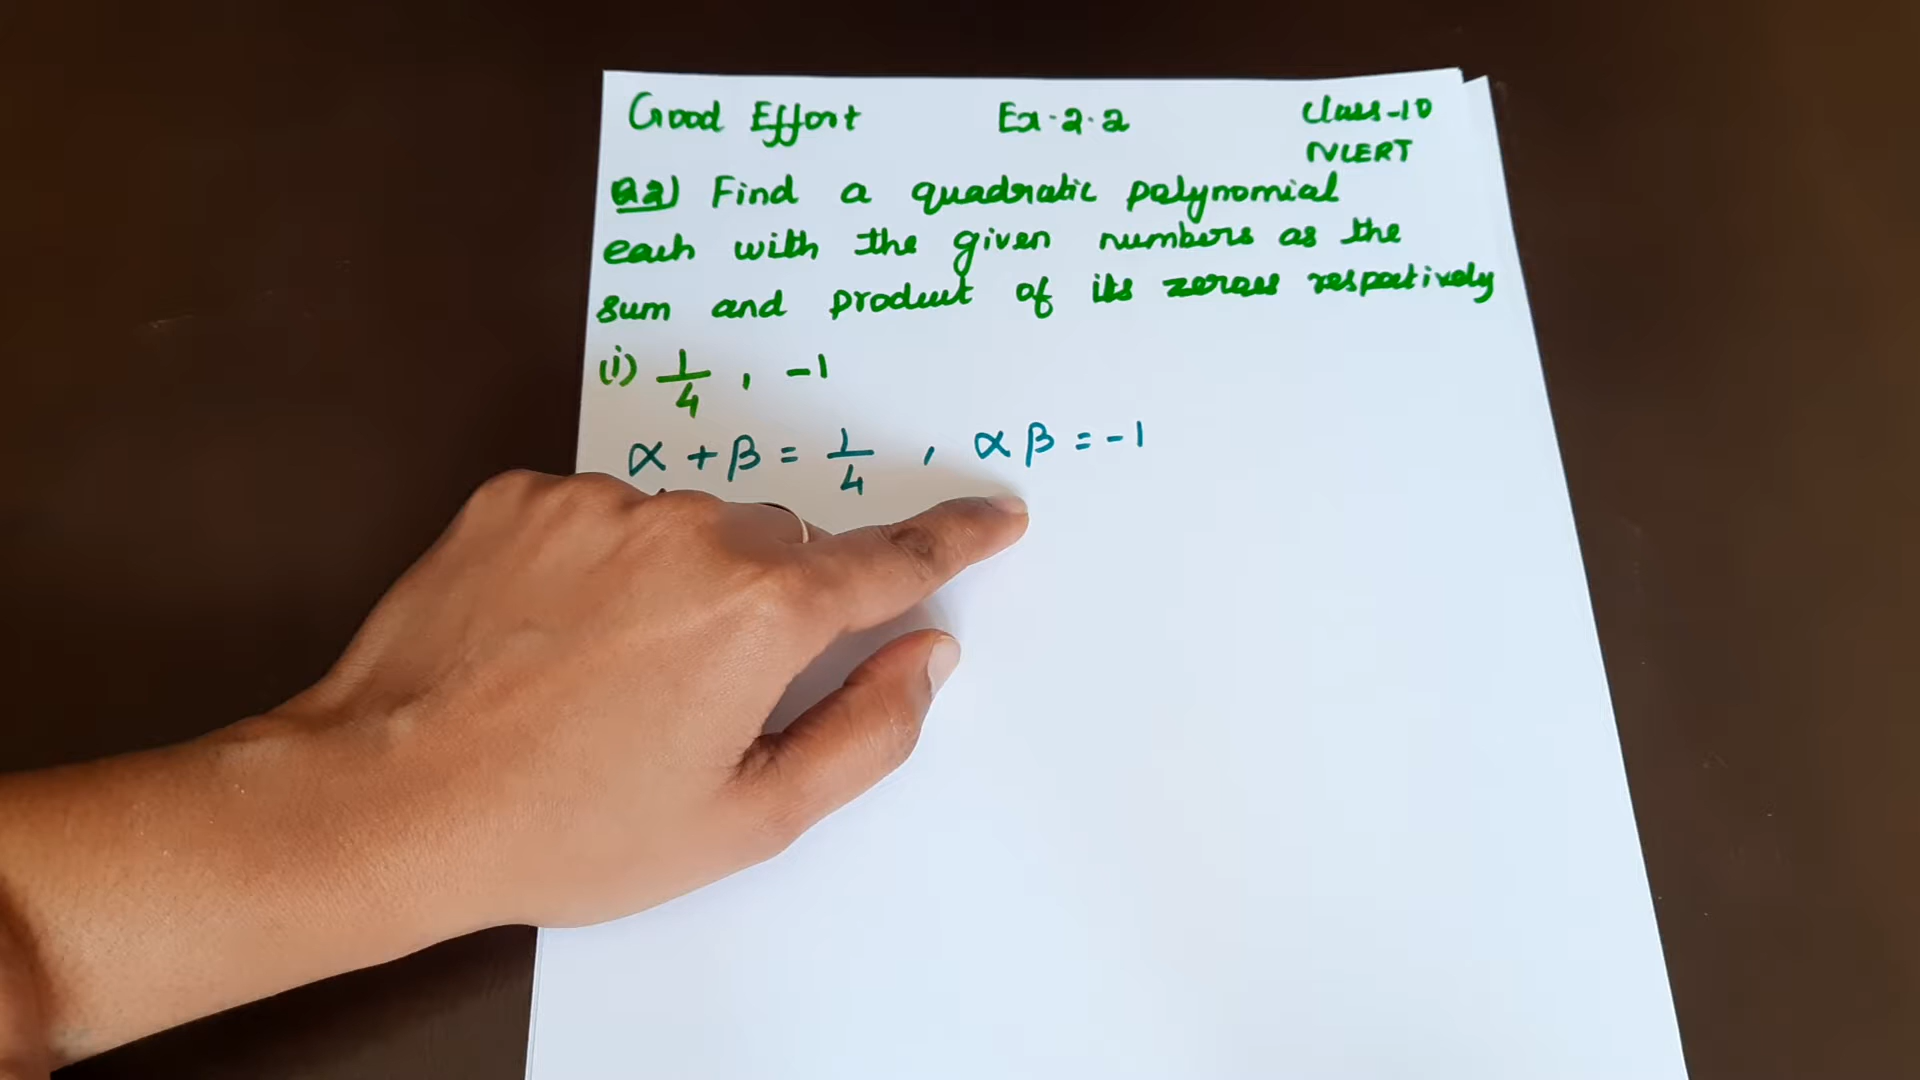 Good Effort Ex-2.2 Class-10
NCERT
Q2) Find a quadratic polynomial
each with the given numbers as the
sum and product of its zeroes respectively
(i) 1/4 , -1
α + β = 1/4 , α β = -1